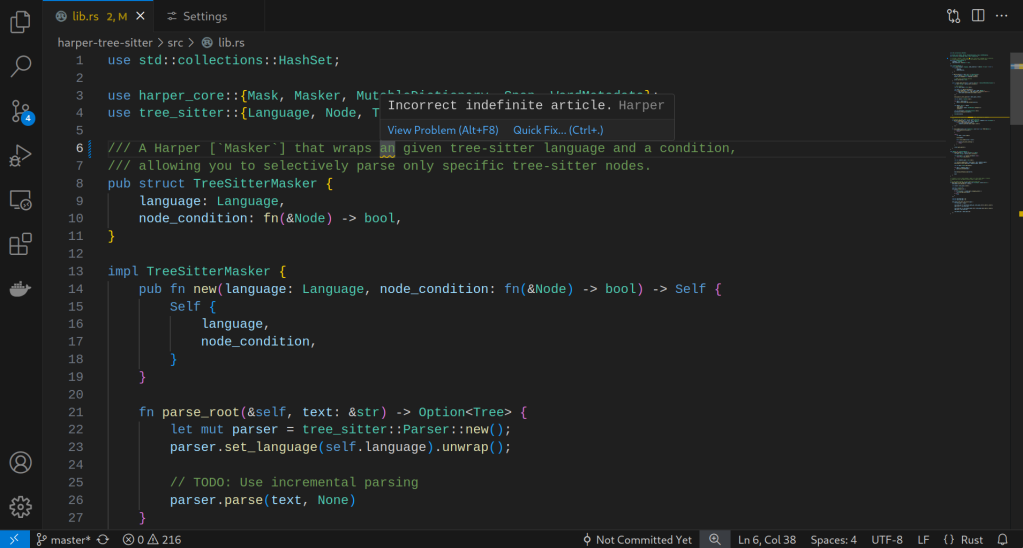 lib.rs 2, M
Settings
harper-tree-sitter > src > lib.rs
4
1 use std::collections::HashSet;
2
3 use harper_core::{Mask, Masker, MutableDictionary, Span, WordMetadata};
4 use tree_sitter::{Language, Node, T
Incorrect indefinite article. Harper
View Problem (Alt+F8) Quick Fix... (Ctrl+.)
5
6 /// A Harper [`Masker`] that wraps an given tree-sitter language and a condition,
7 /// allowing you to selectively parse only specific tree-sitter nodes.
8 pub struct TreeSitterMasker {
9 language: Language,
10 node_condition: fn(&Node) -> bool,
11 }
12
13 impl TreeSitterMasker {
14 pub fn new(language: Language, node_condition: fn(&Node) -> bool) -> Self {
15 Self {
16 language,
17 node_condition,
18 }
19 }
20
21 fn parse_root(&self, text: &str) -> Option<Tree> {
22 let mut parser = tree_sitter::Parser::new();
23 parser.set_language(self.language).unwrap();
24
25 // TODO: Use incremental parsing
26 parser.parse(text, None)
27 }
master* 0 216 Not Committed Yet Ln 6, Col 38 Spaces: 4 UTF-8 LF {} Rust